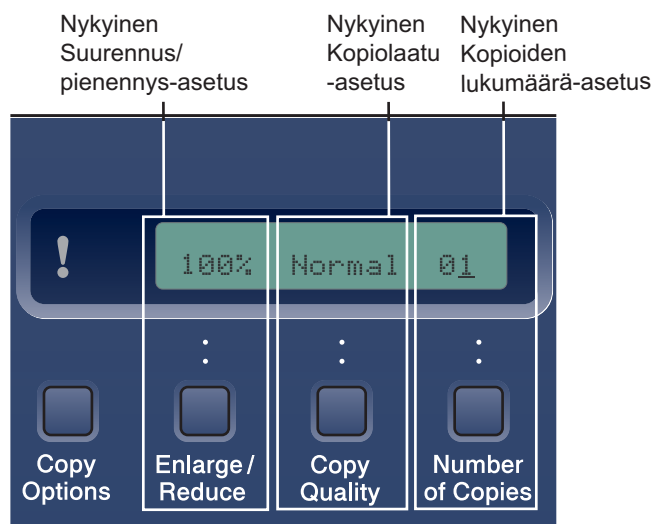 Nykyinen
Suurennus/
pienennys-asetus
Nykyinen
Kopiolaatu
-asetus
Nykyinen
Kopioiden
lukumäärä-asetus
!
100% Normal 01
Copy
Options
Enlarge /
Reduce
Copy
Quality
Number
of Copies